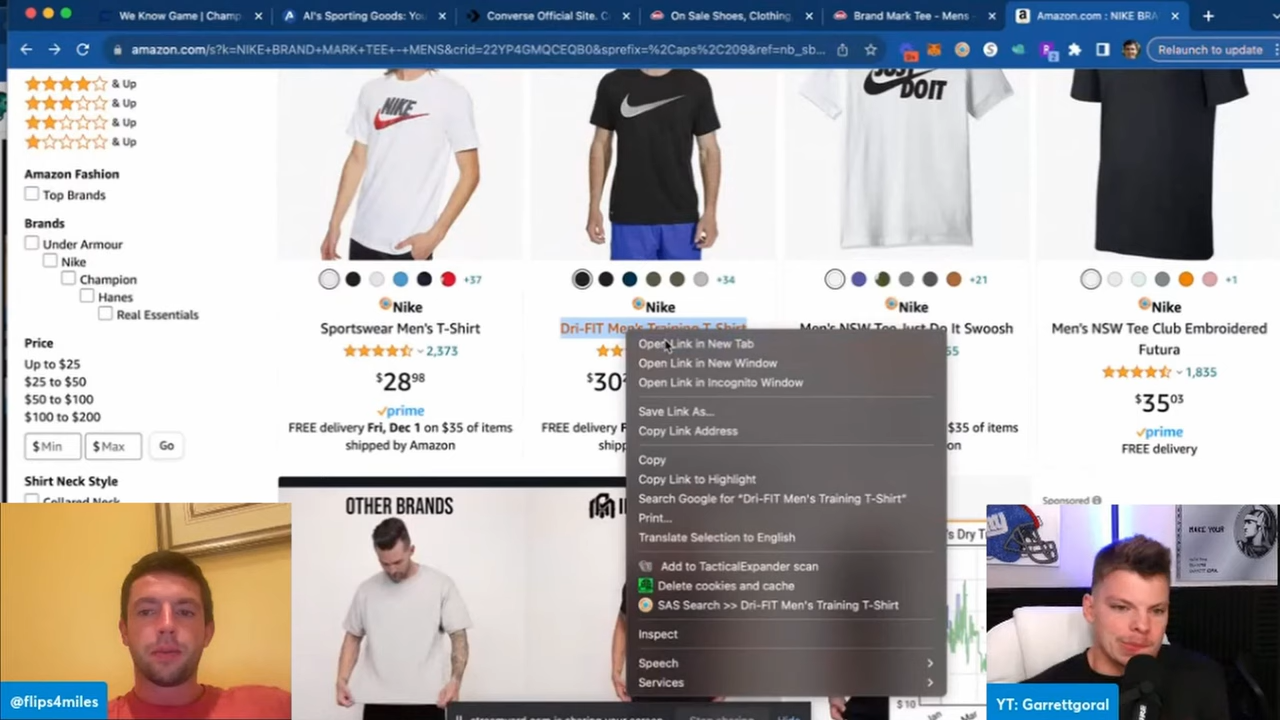 We Know Game | Champ
Al's Sporting Goods: You
Converse Official Site. C
On Sale Shoes, Clothing,
Brand Mark Tee - Mens
Amazon.com : NIKE BRA
amazon.com/s?k=NIKE+BRAND+MARK+TEE+-+MENS&crid=22YP4GMQCEQB0&sprefix=%2Caps%2C209&ref=nb_sb...
Relaunch to update
& Up
& Up
& Up
& Up
Amazon Fashion
Top Brands
Brands
Under Armour
Nike
Champion
Hanes
Real Essentials
Price
Up to $25
$25 to $50
$50 to $100
$100 to $200
$ Min
$ Max
Go
Shirt Neck Style
NIKE
JUST
DO IT
+37
+34
+21
+1
Nike
Nike
Nike
Nike
Sportswear Men's T-Shirt
Dri-FIT Men's Training T-Shirt
Men's NSW Tee Just Do It Swoosh
Men's NSW Tee Club Embroidered
Futura
2,373
1,835
$28 98
$30
$35 03
prime
prime
FREE delivery Fri, Dec 1 on $35 of items
shipped by Amazon
FREE delivery
Open Link in New Tab
Open Link in New Window
Open Link in Incognito Window
Save Link As...
Copy Link Address
Copy
Copy Link to Highlight
Search Google for "Dri-FIT Men's Training T-Shirt"
Print...
Translate Selection to English
Add to TacticalExpander scan
Delete cookies and cache
SAS Search >> Dri-FIT Men's Training T-Shirt
Inspect
Speech
Services
OTHER BRANDS
Sponsored
$10
Jan
MAKE YOUR
@flips4miles
YT: Garrettgoral